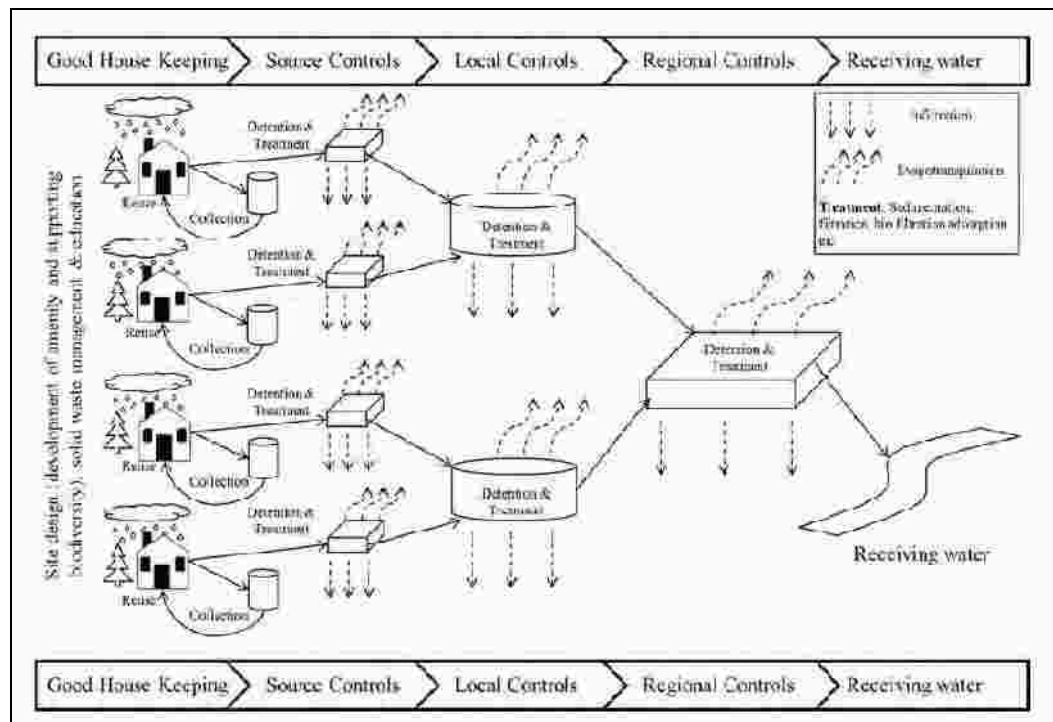 Good House Keeping
Source Controls
Local Controls
Regional Controls
Receiving water
Site design (development of amenity and supporting
biodiversity), solid waste management & education
Reuse
Collection
Detention &
Treatment
Reuse
Collection
Detention &
Treatment
Reuse
Collection
Detention &
Treatment
Reuse
Collection
Detention &
Treatment
Detention &
Treatment
Detention &
Treatment
Detention &
Treatment
Infiltration
Evapotranspiration
Treatment: Sedimentation,
filtration, bio filtration adsorption
etc
Receiving water
Good House Keeping
Source Controls
Local Controls
Regional Controls
Receiving water